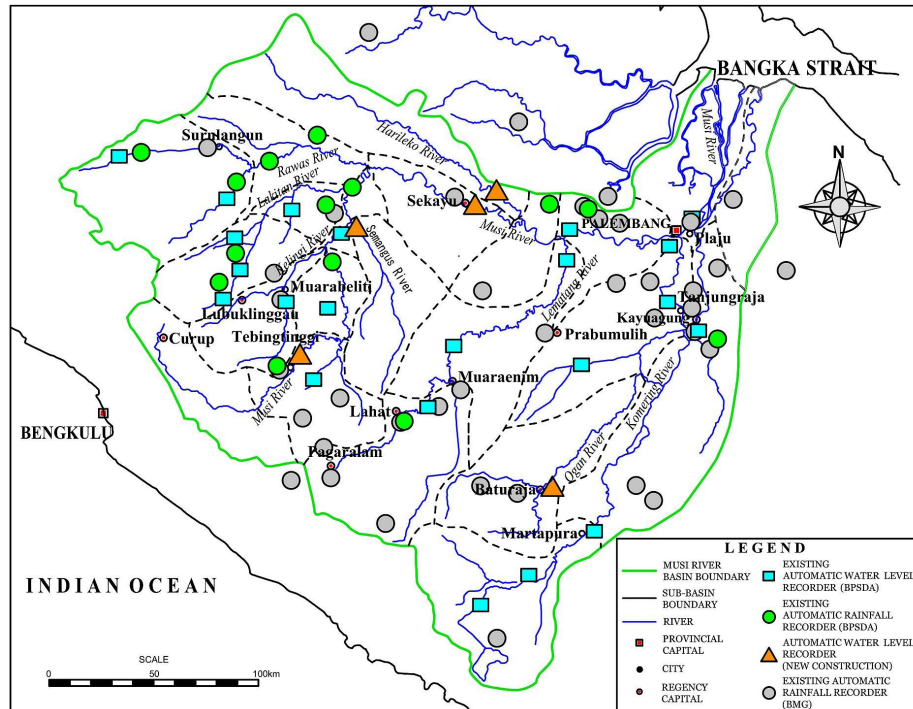 BANGKA STRAIT
Musi River
Harileko River
Surulangun
Rawas River
Lakitan River
N
Sekayu
Musi River
PALEMBANG
Plaju
Kelingi River
Semangus River
Muarabeliti
Lematang River
Tanjungraja
Lubuklinggau
Kayuagung
Curup
Tebingtinggi
Prabumulih
Musi River
Muaraenim
Komering River
BENGKULU
Lahat
Pagaralam
Ogan River
Baturaja
Martapura
INDIAN OCEAN
SCALE
0 50 100km
LEGEND
MUSI RIVER
BASIN BOUNDARY
SUB-BASIN
BOUNDARY
RIVER
PROVINCIAL
CAPITAL
CITY
REGENCY
CAPITAL
EXISTING
AUTOMATIC WATER LEVEL
RECORDER (BPSDA)
EXISTING
AUTOMATIC RAINFALL
RECORDER (BPSDA)
AUTOMATIC WATER LEVEL
RECORDER
(NEW CONSTRUCTION)
EXISTING AUTOMATIC
RAINFALL RECORDER
(BMG)